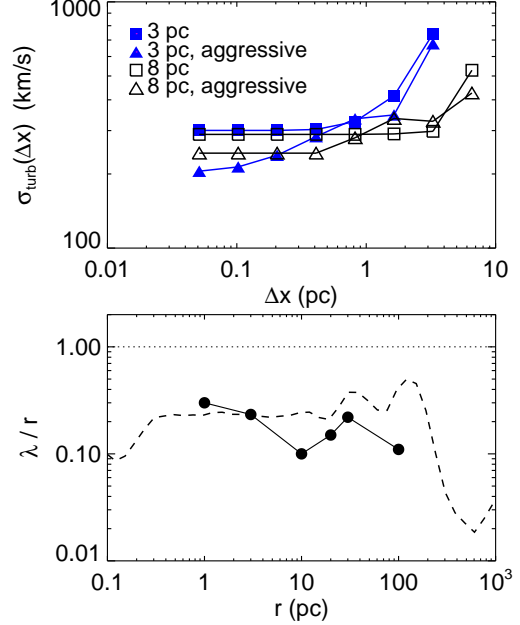 1000
3 pc
3 pc, aggressive
8 pc
8 pc, aggressive
σturb(Δx) (km/s)
100
0.01 0.1 1 10
Δx (pc)
1.00
λ / r
0.10
0.01
0.1 1 10 100 10³
r (pc)